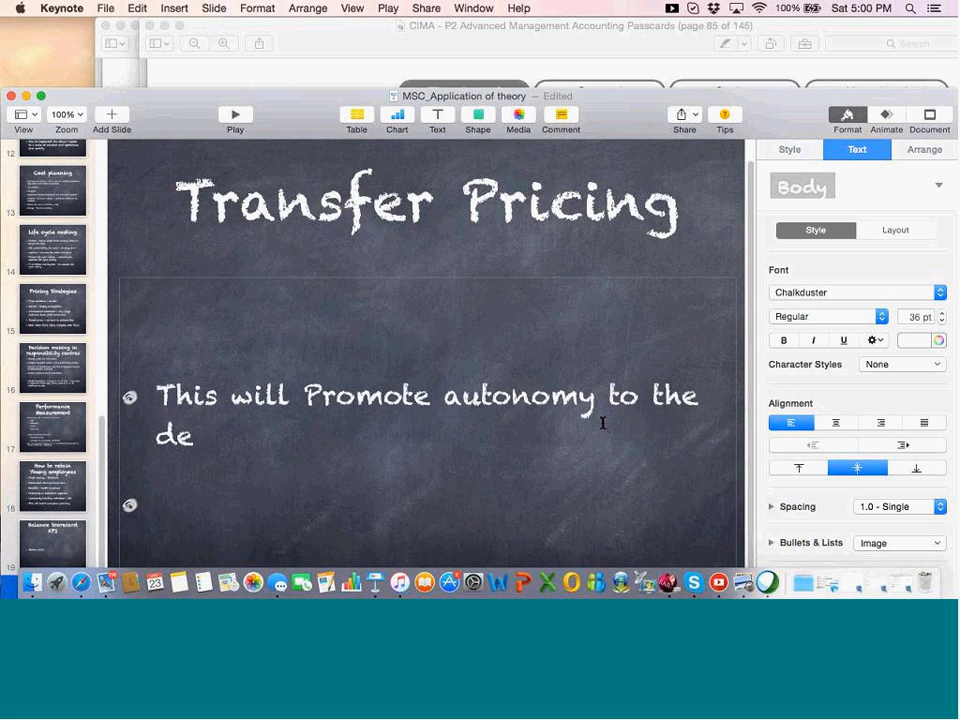 Keynote File Edit Insert Slide Format Arrange View Play Share Window Help 100% Sat 5:00 PM
CIMA - P2 Advanced Management Accounting Passcards (page 85 of 145)
Search
MSC_Application of theory — Edited
100%
View Zoom Add Slide Play Table Chart Text Shape Media Comment Share Tips Format Animate Document
Style Text Arrange
Body
Style Layout
Font
Chalkduster
Regular 36 pt
B I U
Character Styles None
Alignment
Spacing 1.0 - Single
Bullets & Lists Image
12
Cost planning
13
Life cycle costing
14
Pricing Strategies
15
Decision making in
responsibility centres
16
Performance
Measurement
17
How to retain
Young employees
18
Balance Scorecard
KPI
19
Transfer Pricing
This will Promote autonomy to the
de
23